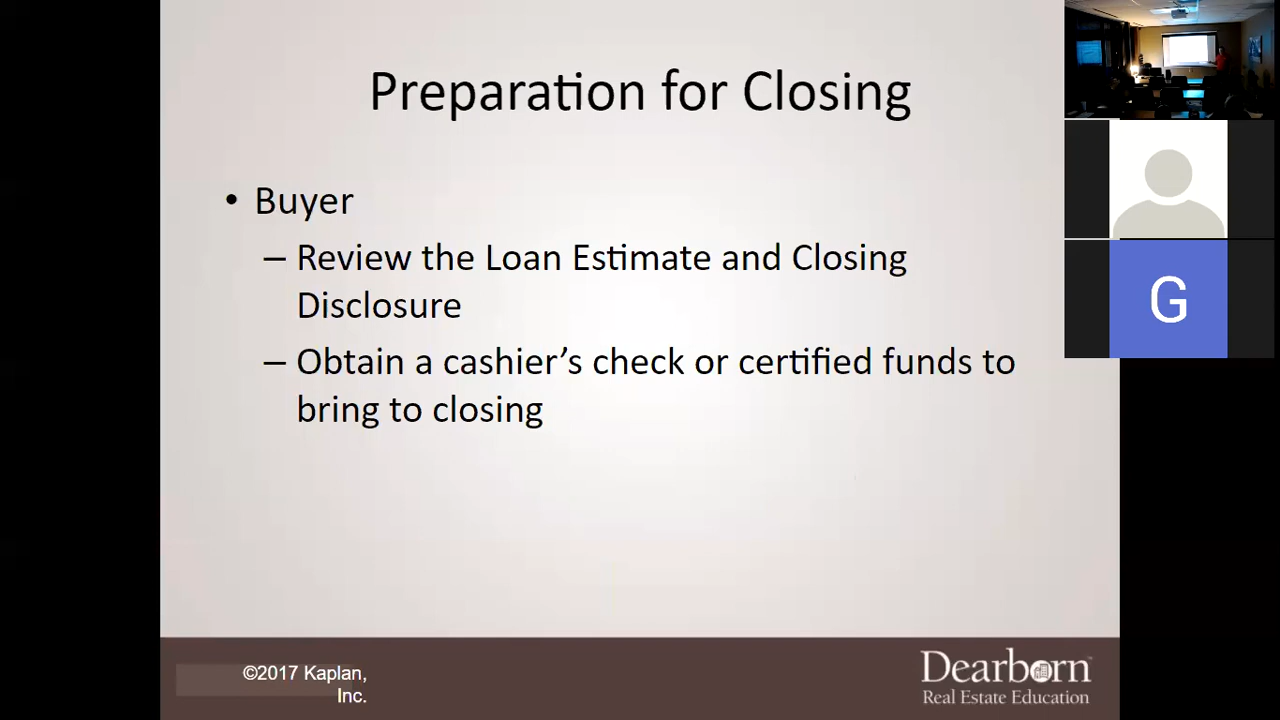 Preparation for Closing
• Buyer
– Review the Loan Estimate and Closing
Disclosure
– Obtain a cashier’s check or certified funds to
bring to closing
G
©2017 Kaplan,
Inc.
Dearborn
Real Estate Education